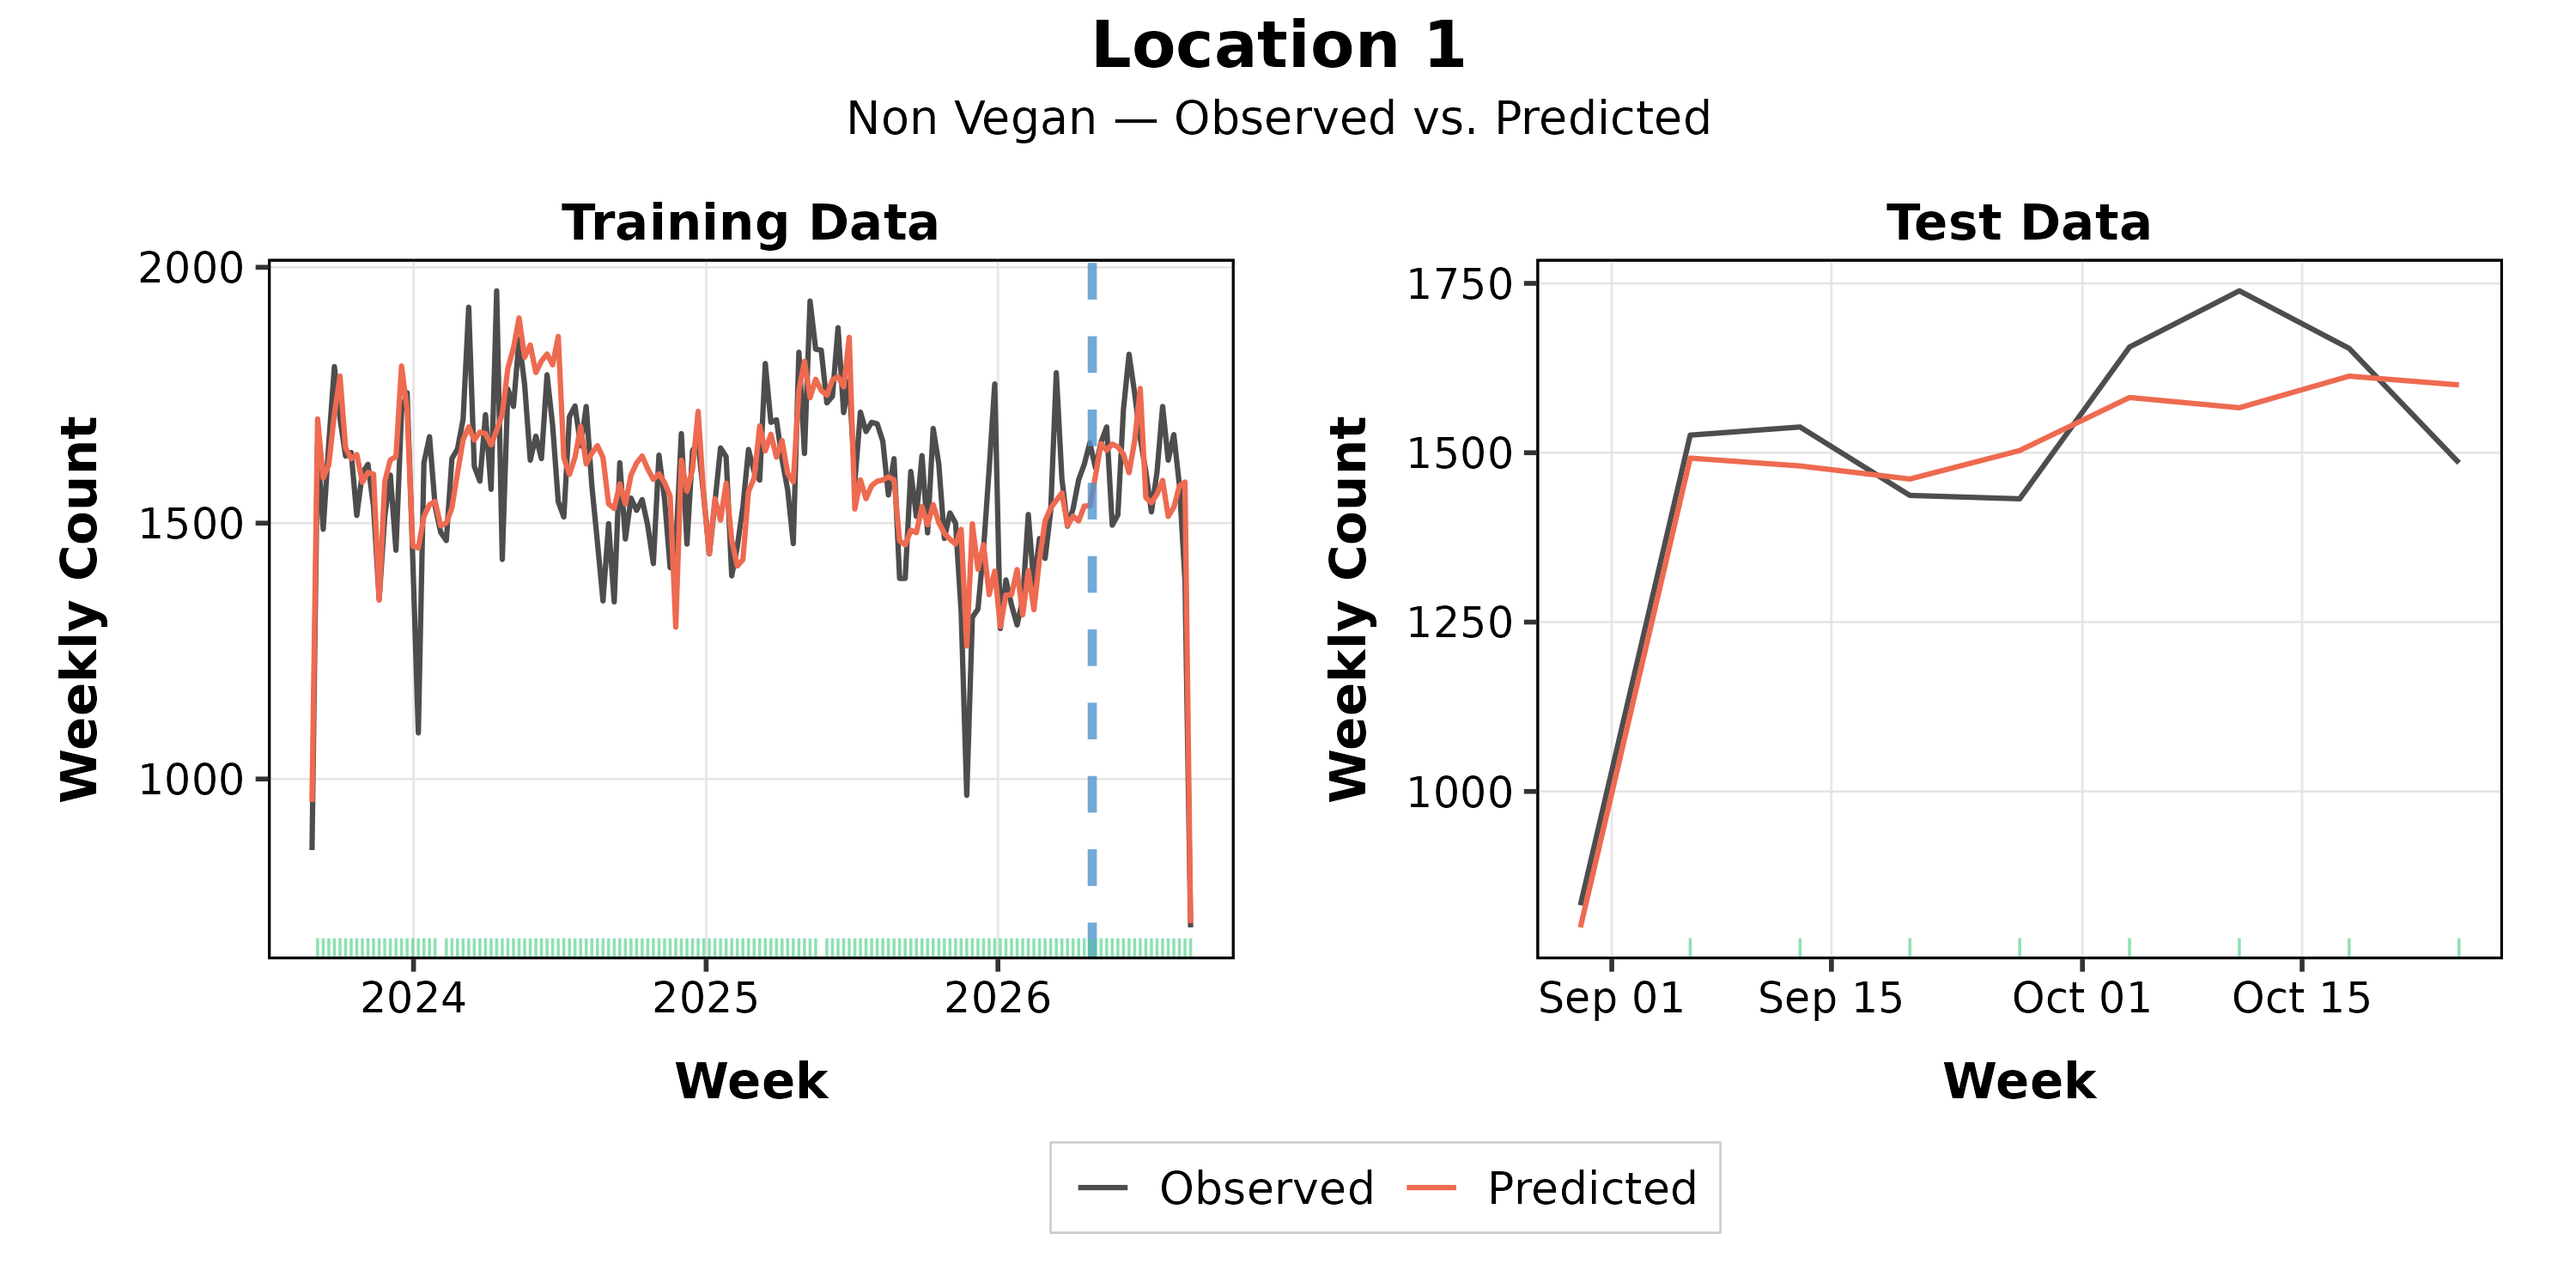 Location 1
Non Vegan — Observed vs. Predicted
Training Data
Weekly Count
2000
1500
1000
2024 2025 2026
Week
Test Data
Weekly Count
1750
1500
1250
1000
Sep 01 Sep 15 Oct 01 Oct 15
Week
Observed Predicted